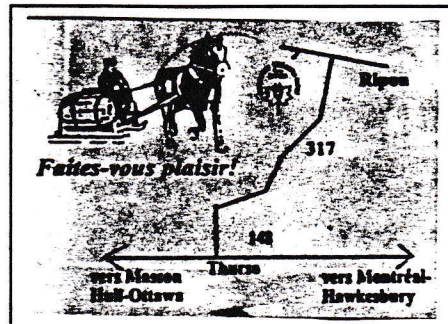 Ripon
317
Faites-vous plaisir!
148
Thurso
vers Masson
Hull-Ottawa
vers Montréal-
Hawkesbury